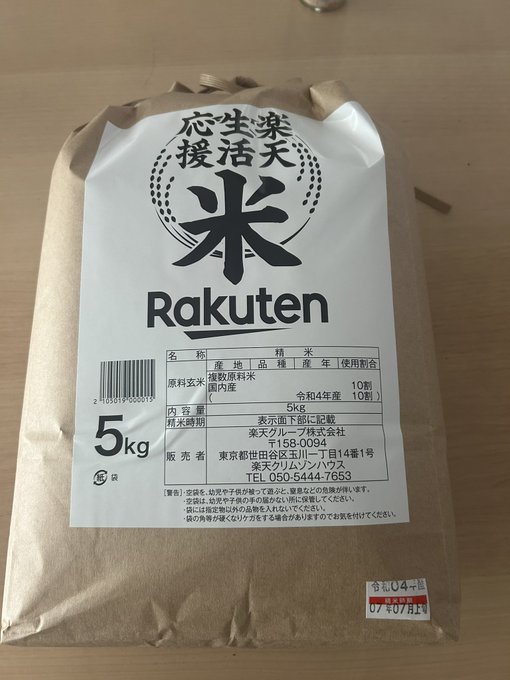 楽天
生活
応援
米
Rakuten
名称 精米
産地 品種 産年 使用割合
原料玄米 複数原料米
国内産 10割
( 令和4年産 10割 )
内容量 5kg
精米時期 表示面下部に記載
販売者 楽天グループ株式会社
〒158-0094
東京都世田谷区玉川一丁目14番1号
楽天クリムゾンハウス
TEL 050-5444-7653
2105019000015
5kg
紙 袋
[警告]・空袋を、幼児や子供が被って遊ぶと、窒息などの危険が伴います。
・空袋は、幼児や子供の手の届かない所に保管してください。
・袋には指定物以外の品物を入れないでください。
・袋の角等が硬くなりケガをする場合がありますのでお気を付けてください。
令和04年産
精米時期
07年07月上旬